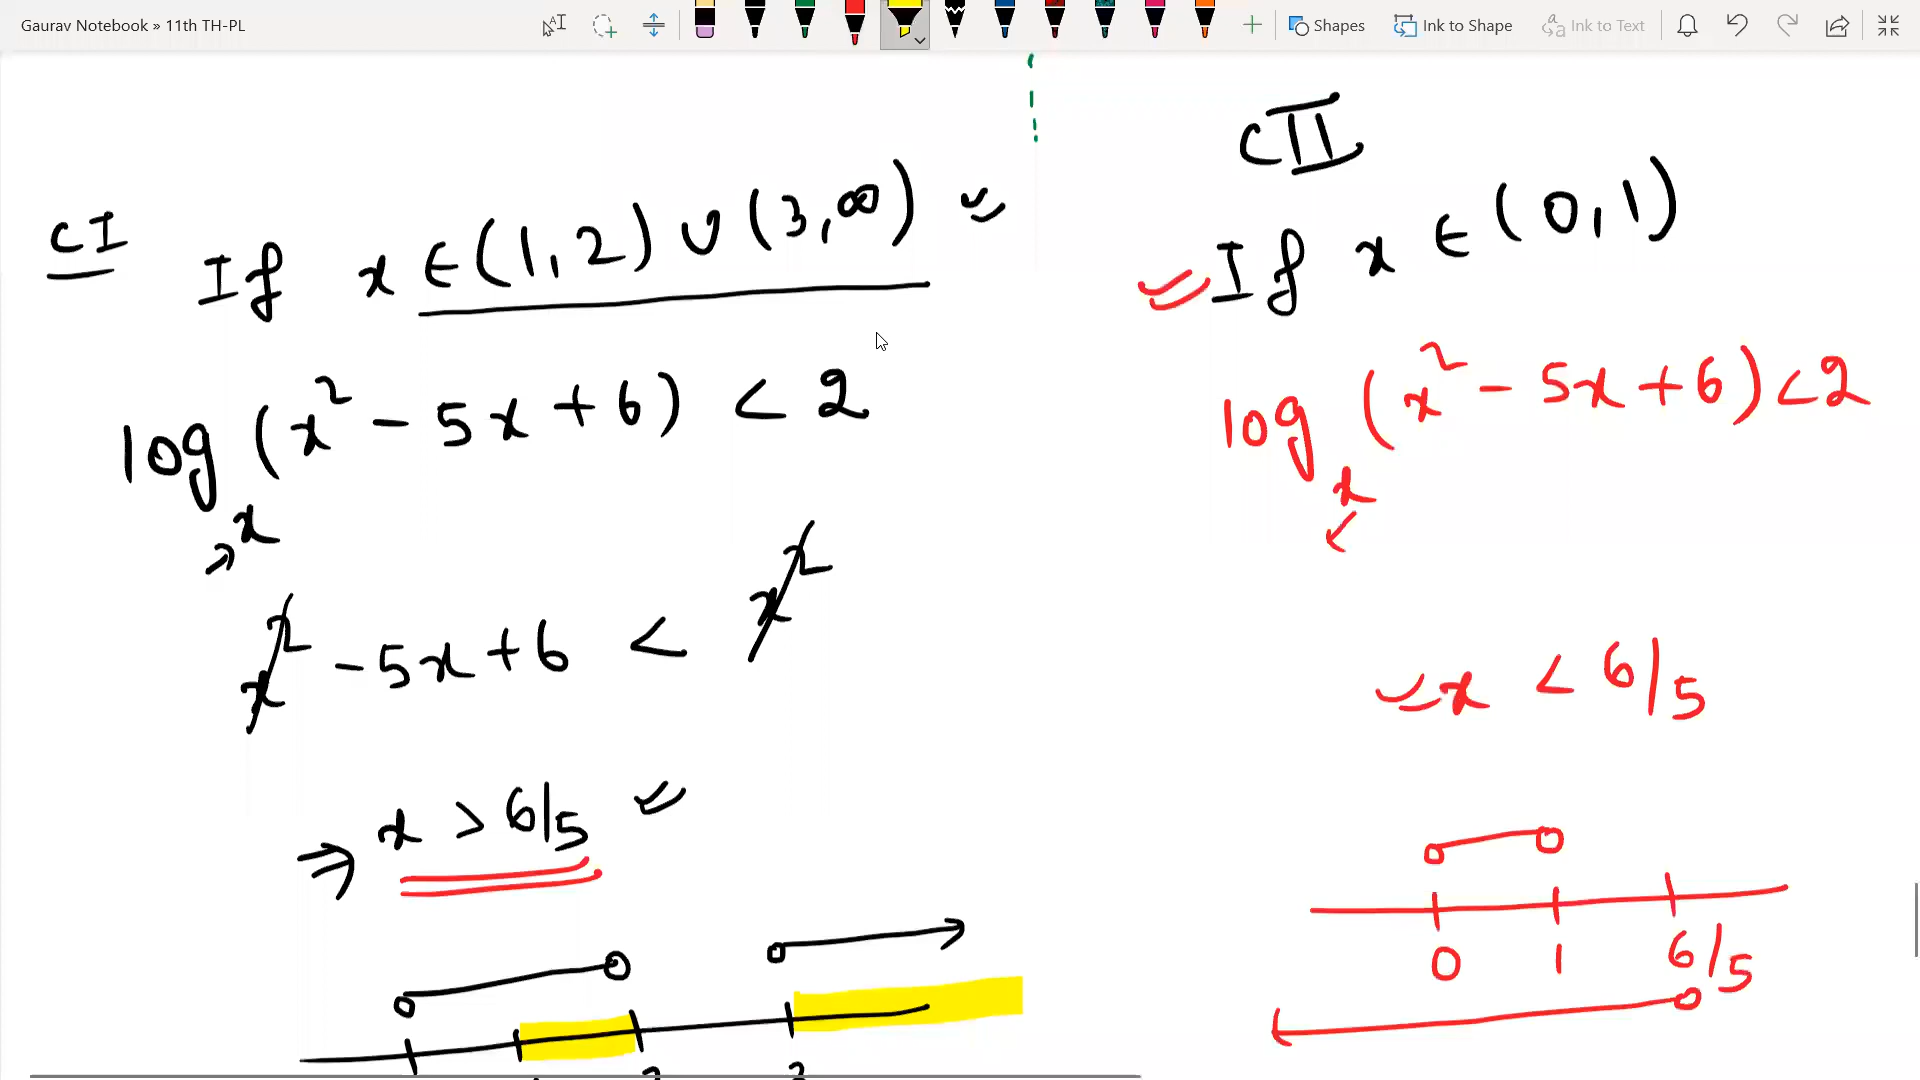 Gaurav Notebook » 11th TH-PL
Shapes
Ink to Shape
Ink to Text
CI
If x ∈ (1, 2) ∪ (3, ∞)
log x (x² - 5x + 6) < 2
x² - 5x + 6 < x²
⇒ x > 6/5
CII
If x ∈ (0, 1)
log x (x² - 5x + 6) < 2
x < 6/5
0 1 6/5